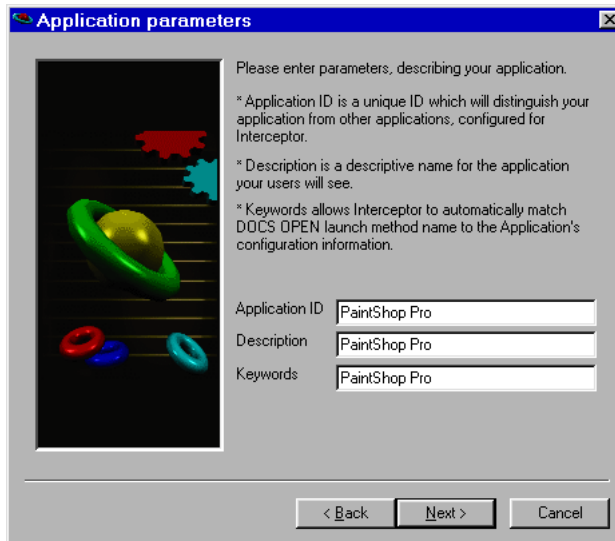 Application parameters
Please enter parameters, describing your application.
* Application ID is a unique ID which will distinguish your
application from other applications, configured for
Interceptor.
* Description is a descriptive name for the application
your users will see.
* Keywords allows Interceptor to automatically match
DOCS OPEN launch method name to the Application's
configuration information.
Application ID PaintShop Pro
Description PaintShop Pro
Keywords PaintShop Pro
< Back Next > Cancel